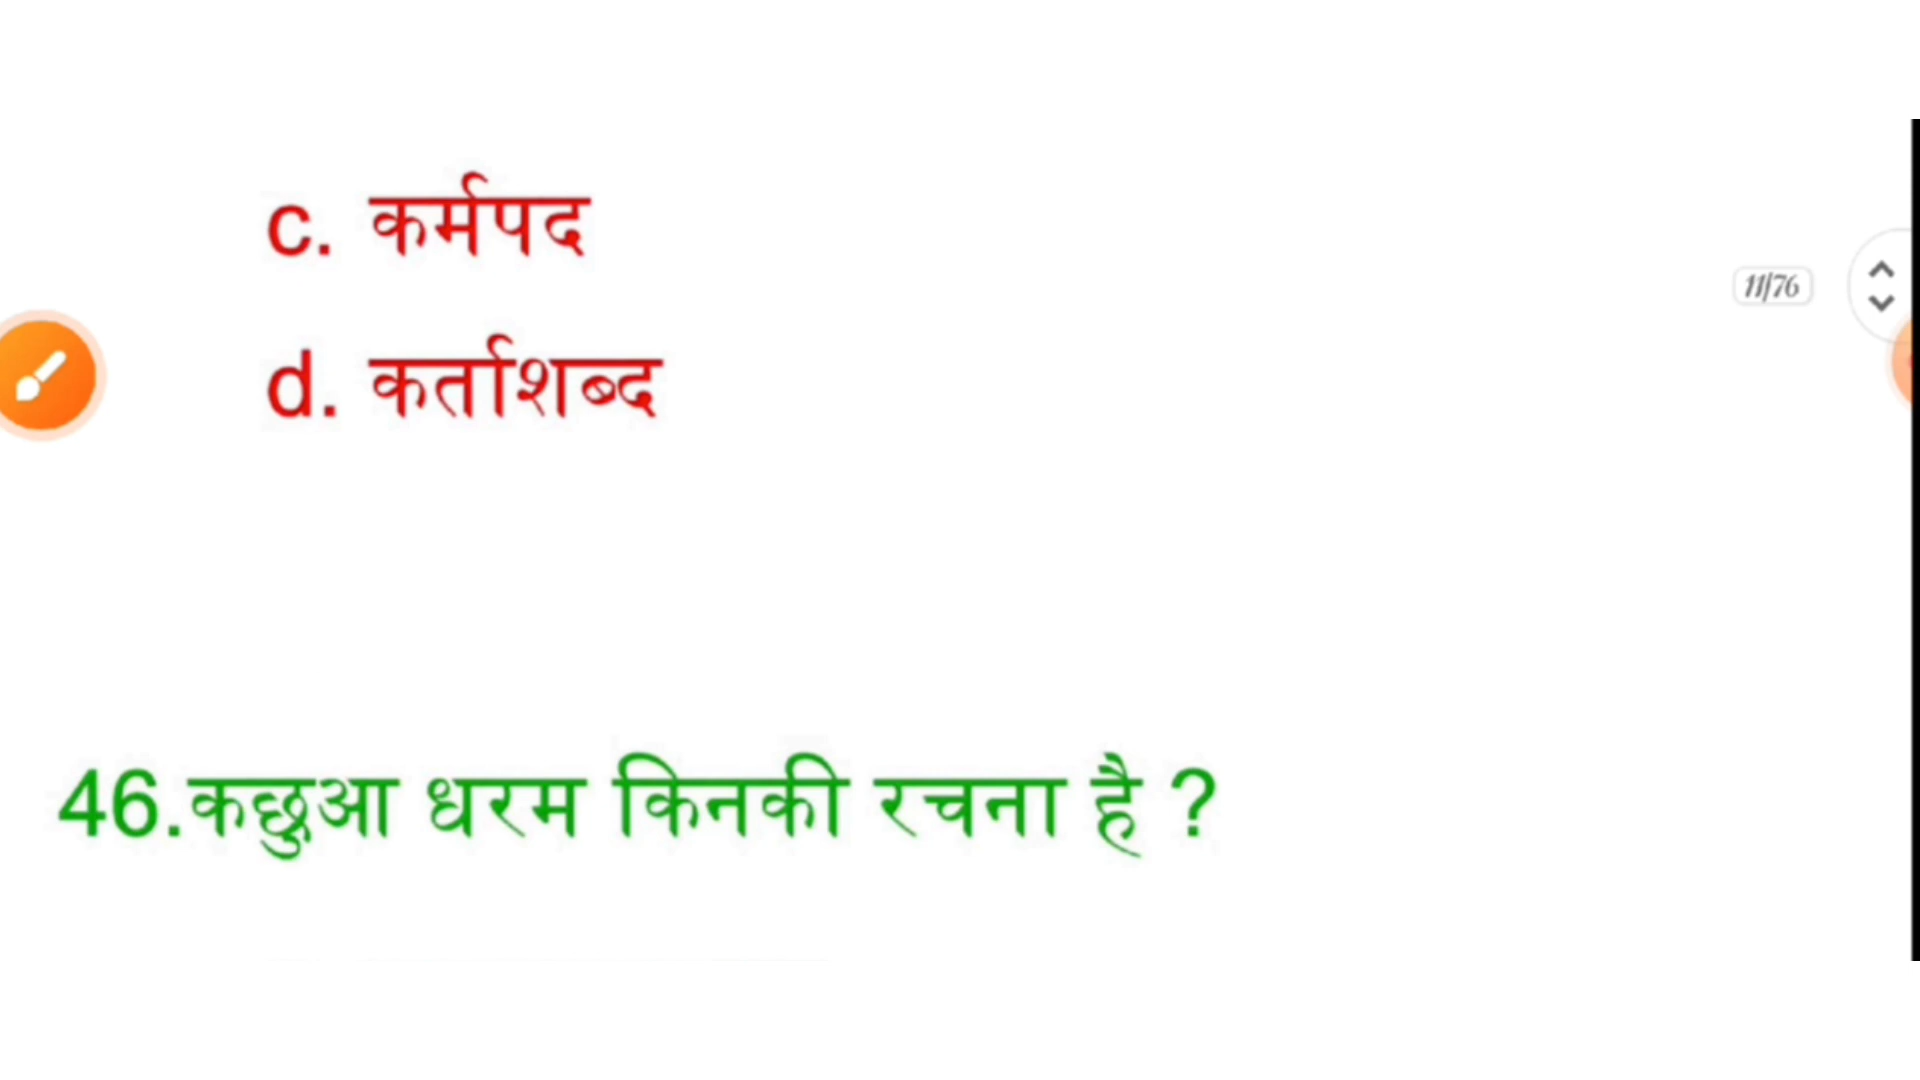 c. कर्मपद
11/76
d. कर्ताशब्द
46.कछुआ धरम किनकी रचना है ?